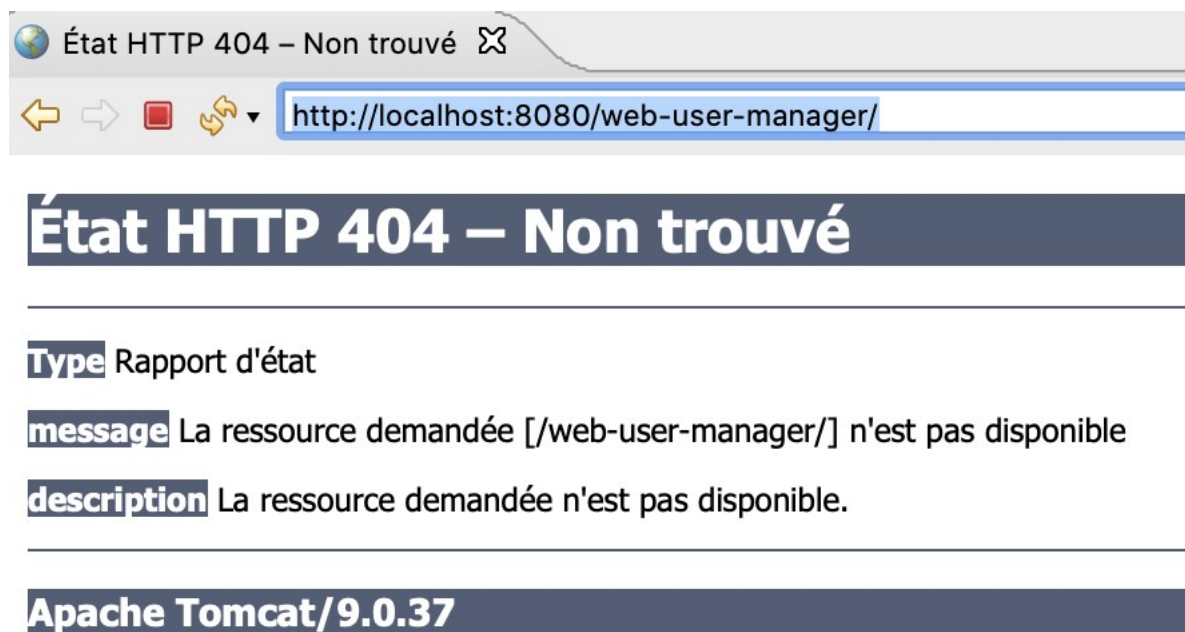 État HTTP 404 – Non trouvé
http://localhost:8080/web-user-manager/
État HTTP 404 – Non trouvé
Type Rapport d'état
message La ressource demandée [/web-user-manager/] n'est pas disponible
description La ressource demandée n'est pas disponible.
Apache Tomcat/9.0.37